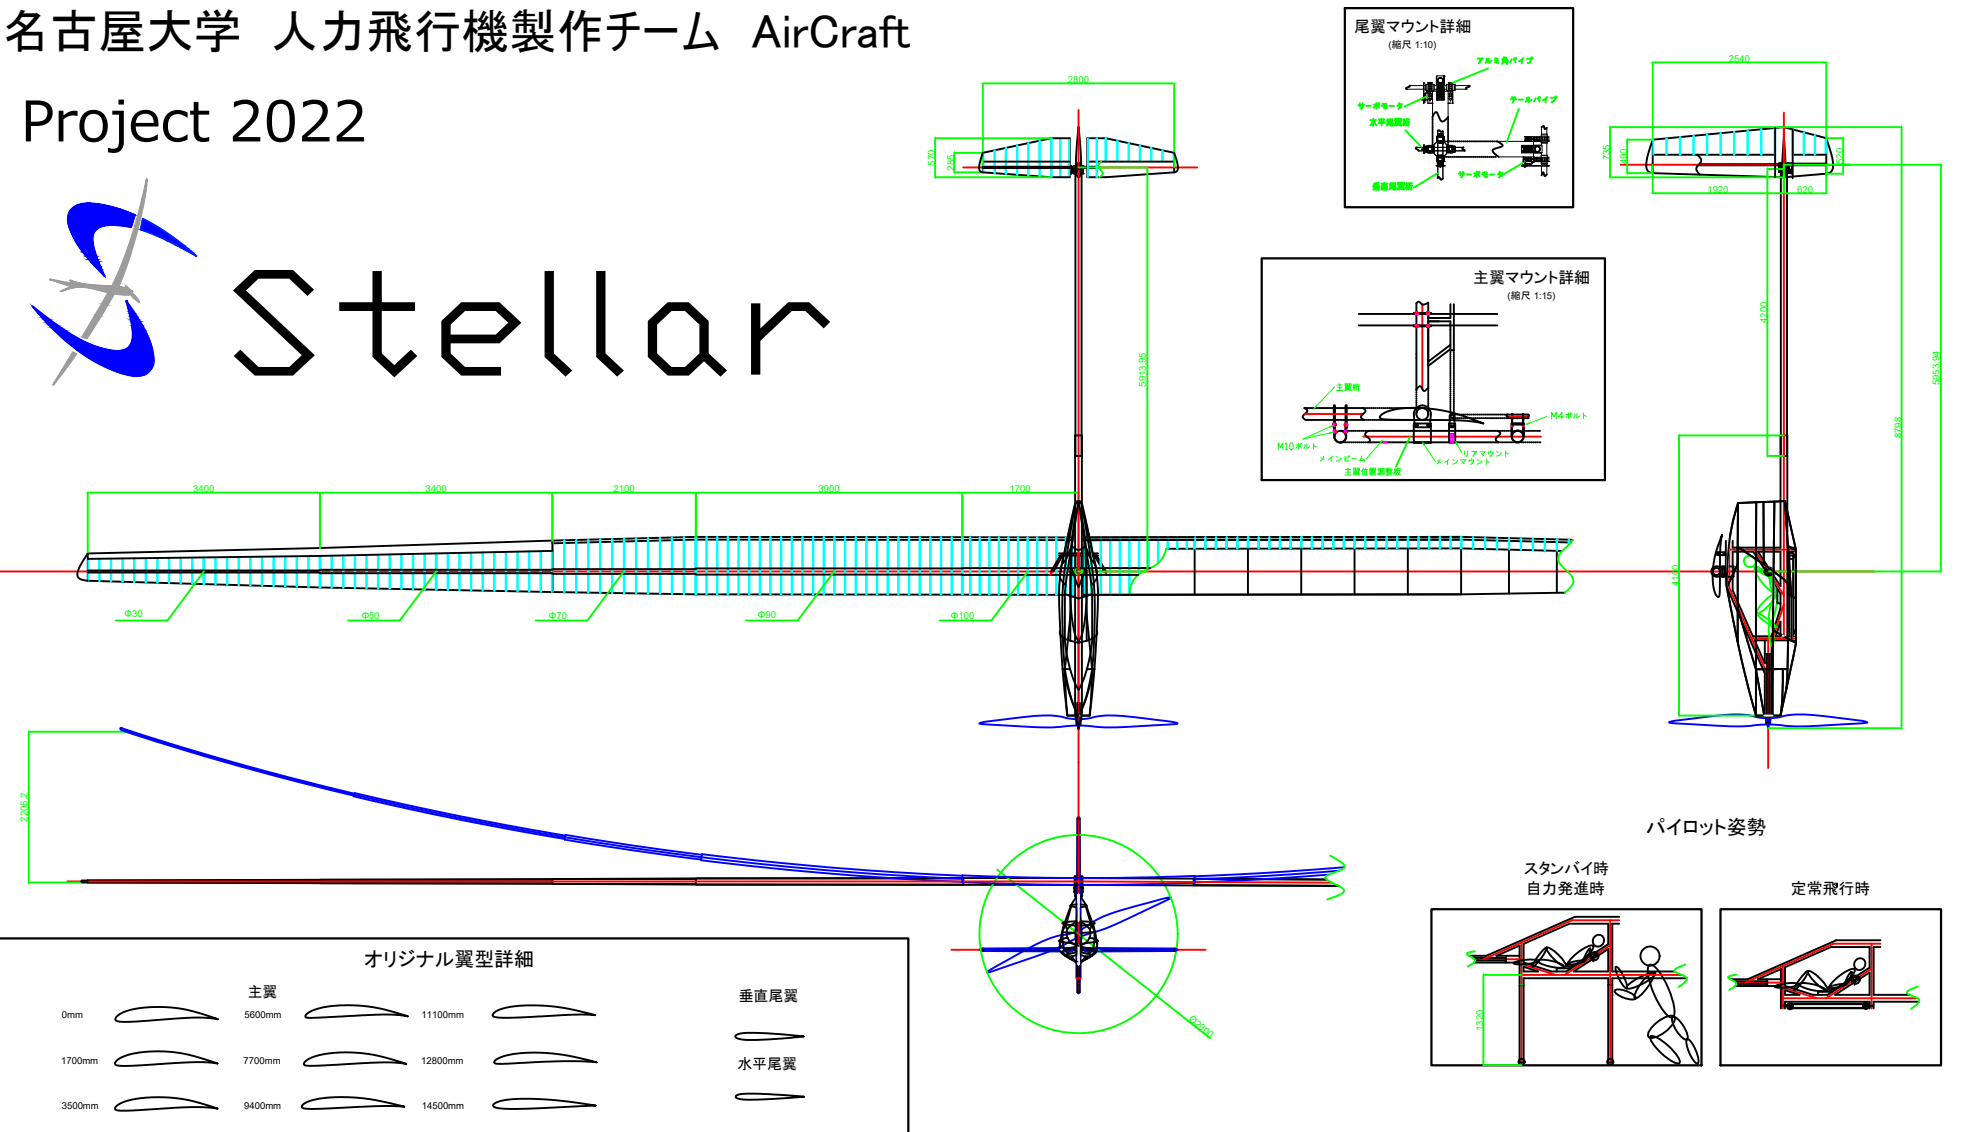 名古屋大学 人力飛行機製作チーム AirCraft
Project 2022
Stellar
2800
570
285
5913.95
尾翼マウント詳細
(縮尺 1:10)
アルミ角パイプ
サーボモータ
テールパイプ
水平尾翼桁
垂直尾翼桁
サーボモータ
2540
735
490
520
1920
620
4200
5953.94
8798
4100
主翼マウント詳細
(縮尺 1:15)
主翼桁
M4ボルト
M10ボルト
メインビーム
リアマウント
メインマウント
主翼位置調整板
3400
3400
2100
3900
1700
Φ30
Φ50
Φ70
Φ90
Φ100
2206.2
Ø2900
パイロット姿勢
スタンバイ時
自力発進時
定常飛行時
1320
オリジナル翼型詳細
主翼
垂直尾翼
0mm
5600mm
11100mm
1700mm
7700mm
12800mm
水平尾翼
3500mm
9400mm
14500mm